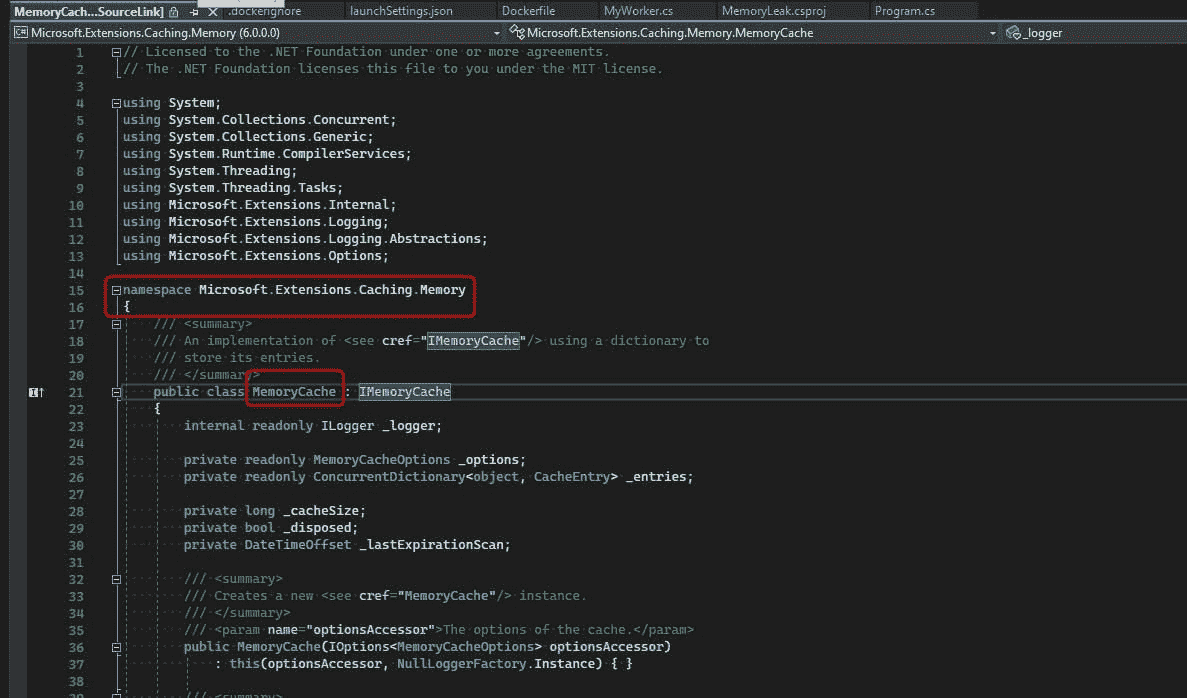 MemoryCach...SourceLink] .dockerignore launchSettings.json Dockerfile MyWorker.cs MemoryLeak.csproj Program.cs
C# Microsoft.Extensions.Caching.Memory (6.0.0.0) Microsoft.Extensions.Caching.Memory.MemoryCache _logger
1 // Licensed to the .NET Foundation under one or more agreements.
2 // The .NET Foundation licenses this file to you under the MIT license.
3
4 using System;
5 using System.Collections.Concurrent;
6 using System.Collections.Generic;
7 using System.Runtime.CompilerServices;
8 using System.Threading;
9 using System.Threading.Tasks;
10 using Microsoft.Extensions.Internal;
11 using Microsoft.Extensions.Logging;
12 using Microsoft.Extensions.Logging.Abstractions;
13 using Microsoft.Extensions.Options;
14
15 namespace Microsoft.Extensions.Caching.Memory
16 {
17 /// <summary>
18 /// An implementation of <see cref="IMemoryCache"/> using a dictionary to
19 /// store its entries.
20 /// </summary>
21 public class MemoryCache : IMemoryCache
22 {
23 internal readonly ILogger _logger;
24
25 private readonly MemoryCacheOptions _options;
26 private readonly ConcurrentDictionary<object, CacheEntry> _entries;
27
28 private long _cacheSize;
29 private bool _disposed;
30 private DateTimeOffset _lastExpirationScan;
31
32 /// <summary>
33 /// Creates a new <see cref="MemoryCache"/> instance.
34 /// </summary>
35 /// <param name="optionsAccessor">The options of the cache.</param>
36 public MemoryCache(IOptions<MemoryCacheOptions> optionsAccessor)
37 : this(optionsAccessor, NullLoggerFactory.Instance) { }
38
39 /// <summary>